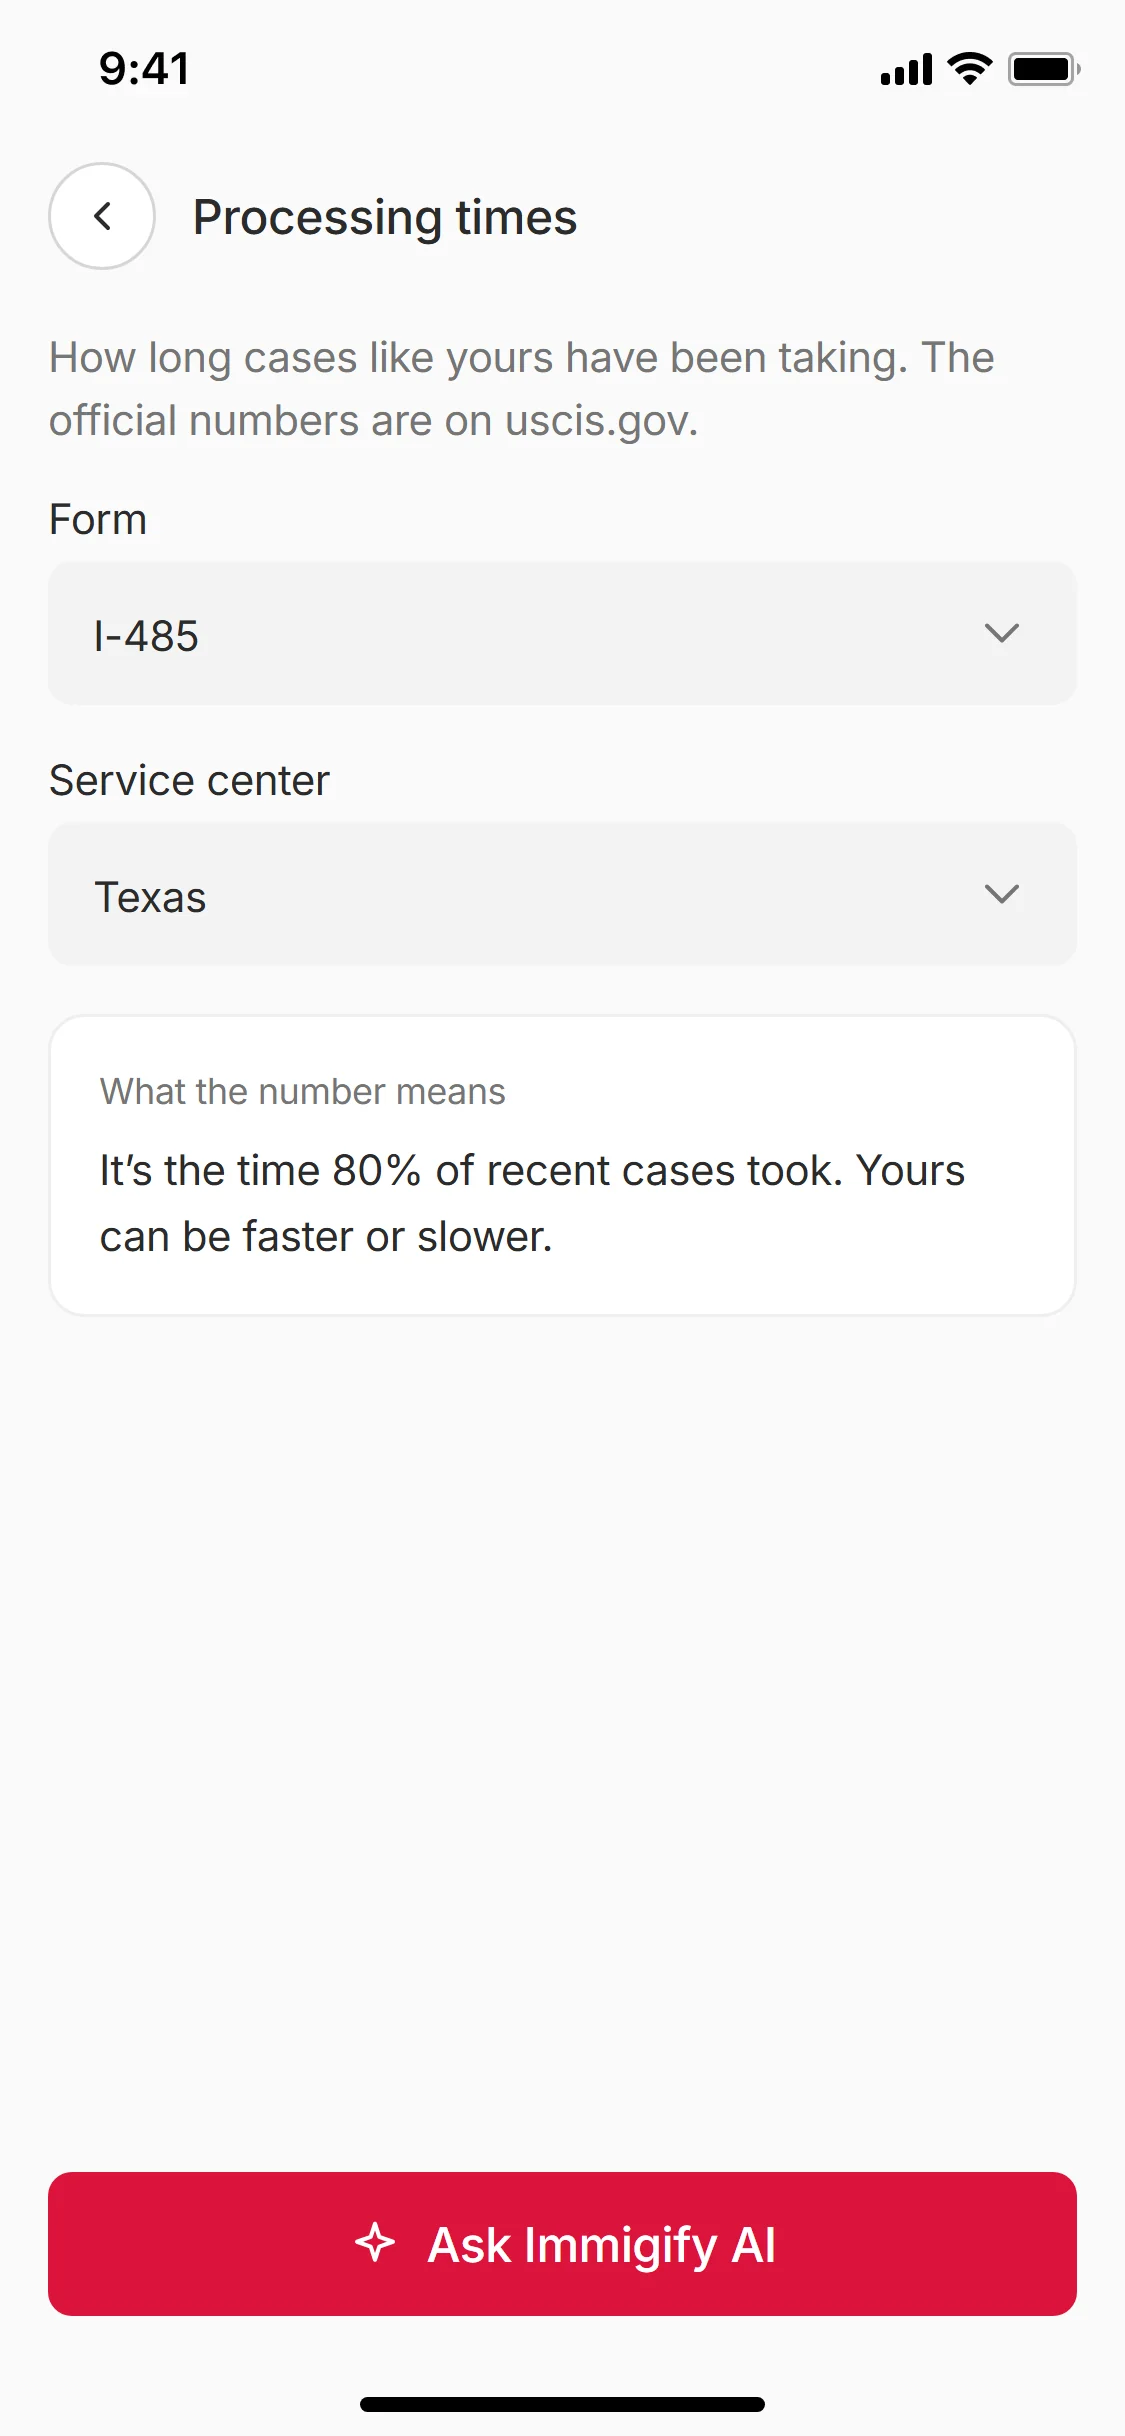 9:41
Processing times
How long cases like yours have been taking. The
official numbers are on uscis.gov.
Form
I-485
Service center
Texas
What the number means
It’s the time 80% of recent cases took. Yours
can be faster or slower.
Ask Immigify AI